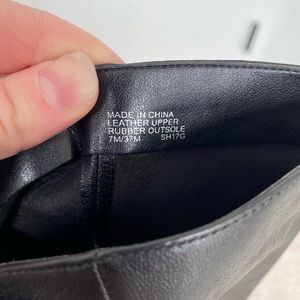 MADE IN CHINA
LEATHER UPPER
RUBBER OUTSOLE
7M/37M SH17G